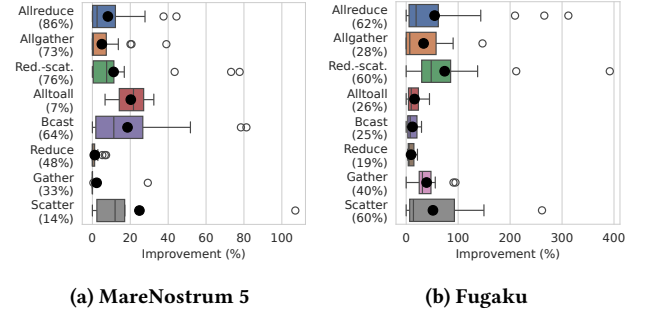 Allreduce
(86%)
Allgather
(73%)
Red.-scat.
(76%)
Alltoall
(7%)
Bcast
(64%)
Reduce
(48%)
Gather
(33%)
Scatter
(14%)
0 20 40 60 80 100
Improvement (%)
(a) MareNostrum 5
Allreduce
(62%)
Allgather
(28%)
Red.-scat.
(60%)
Alltoall
(26%)
Bcast
(25%)
Reduce
(19%)
Gather
(40%)
Scatter
(60%)
0 100 200 300 400
Improvement (%)
(b) Fugaku